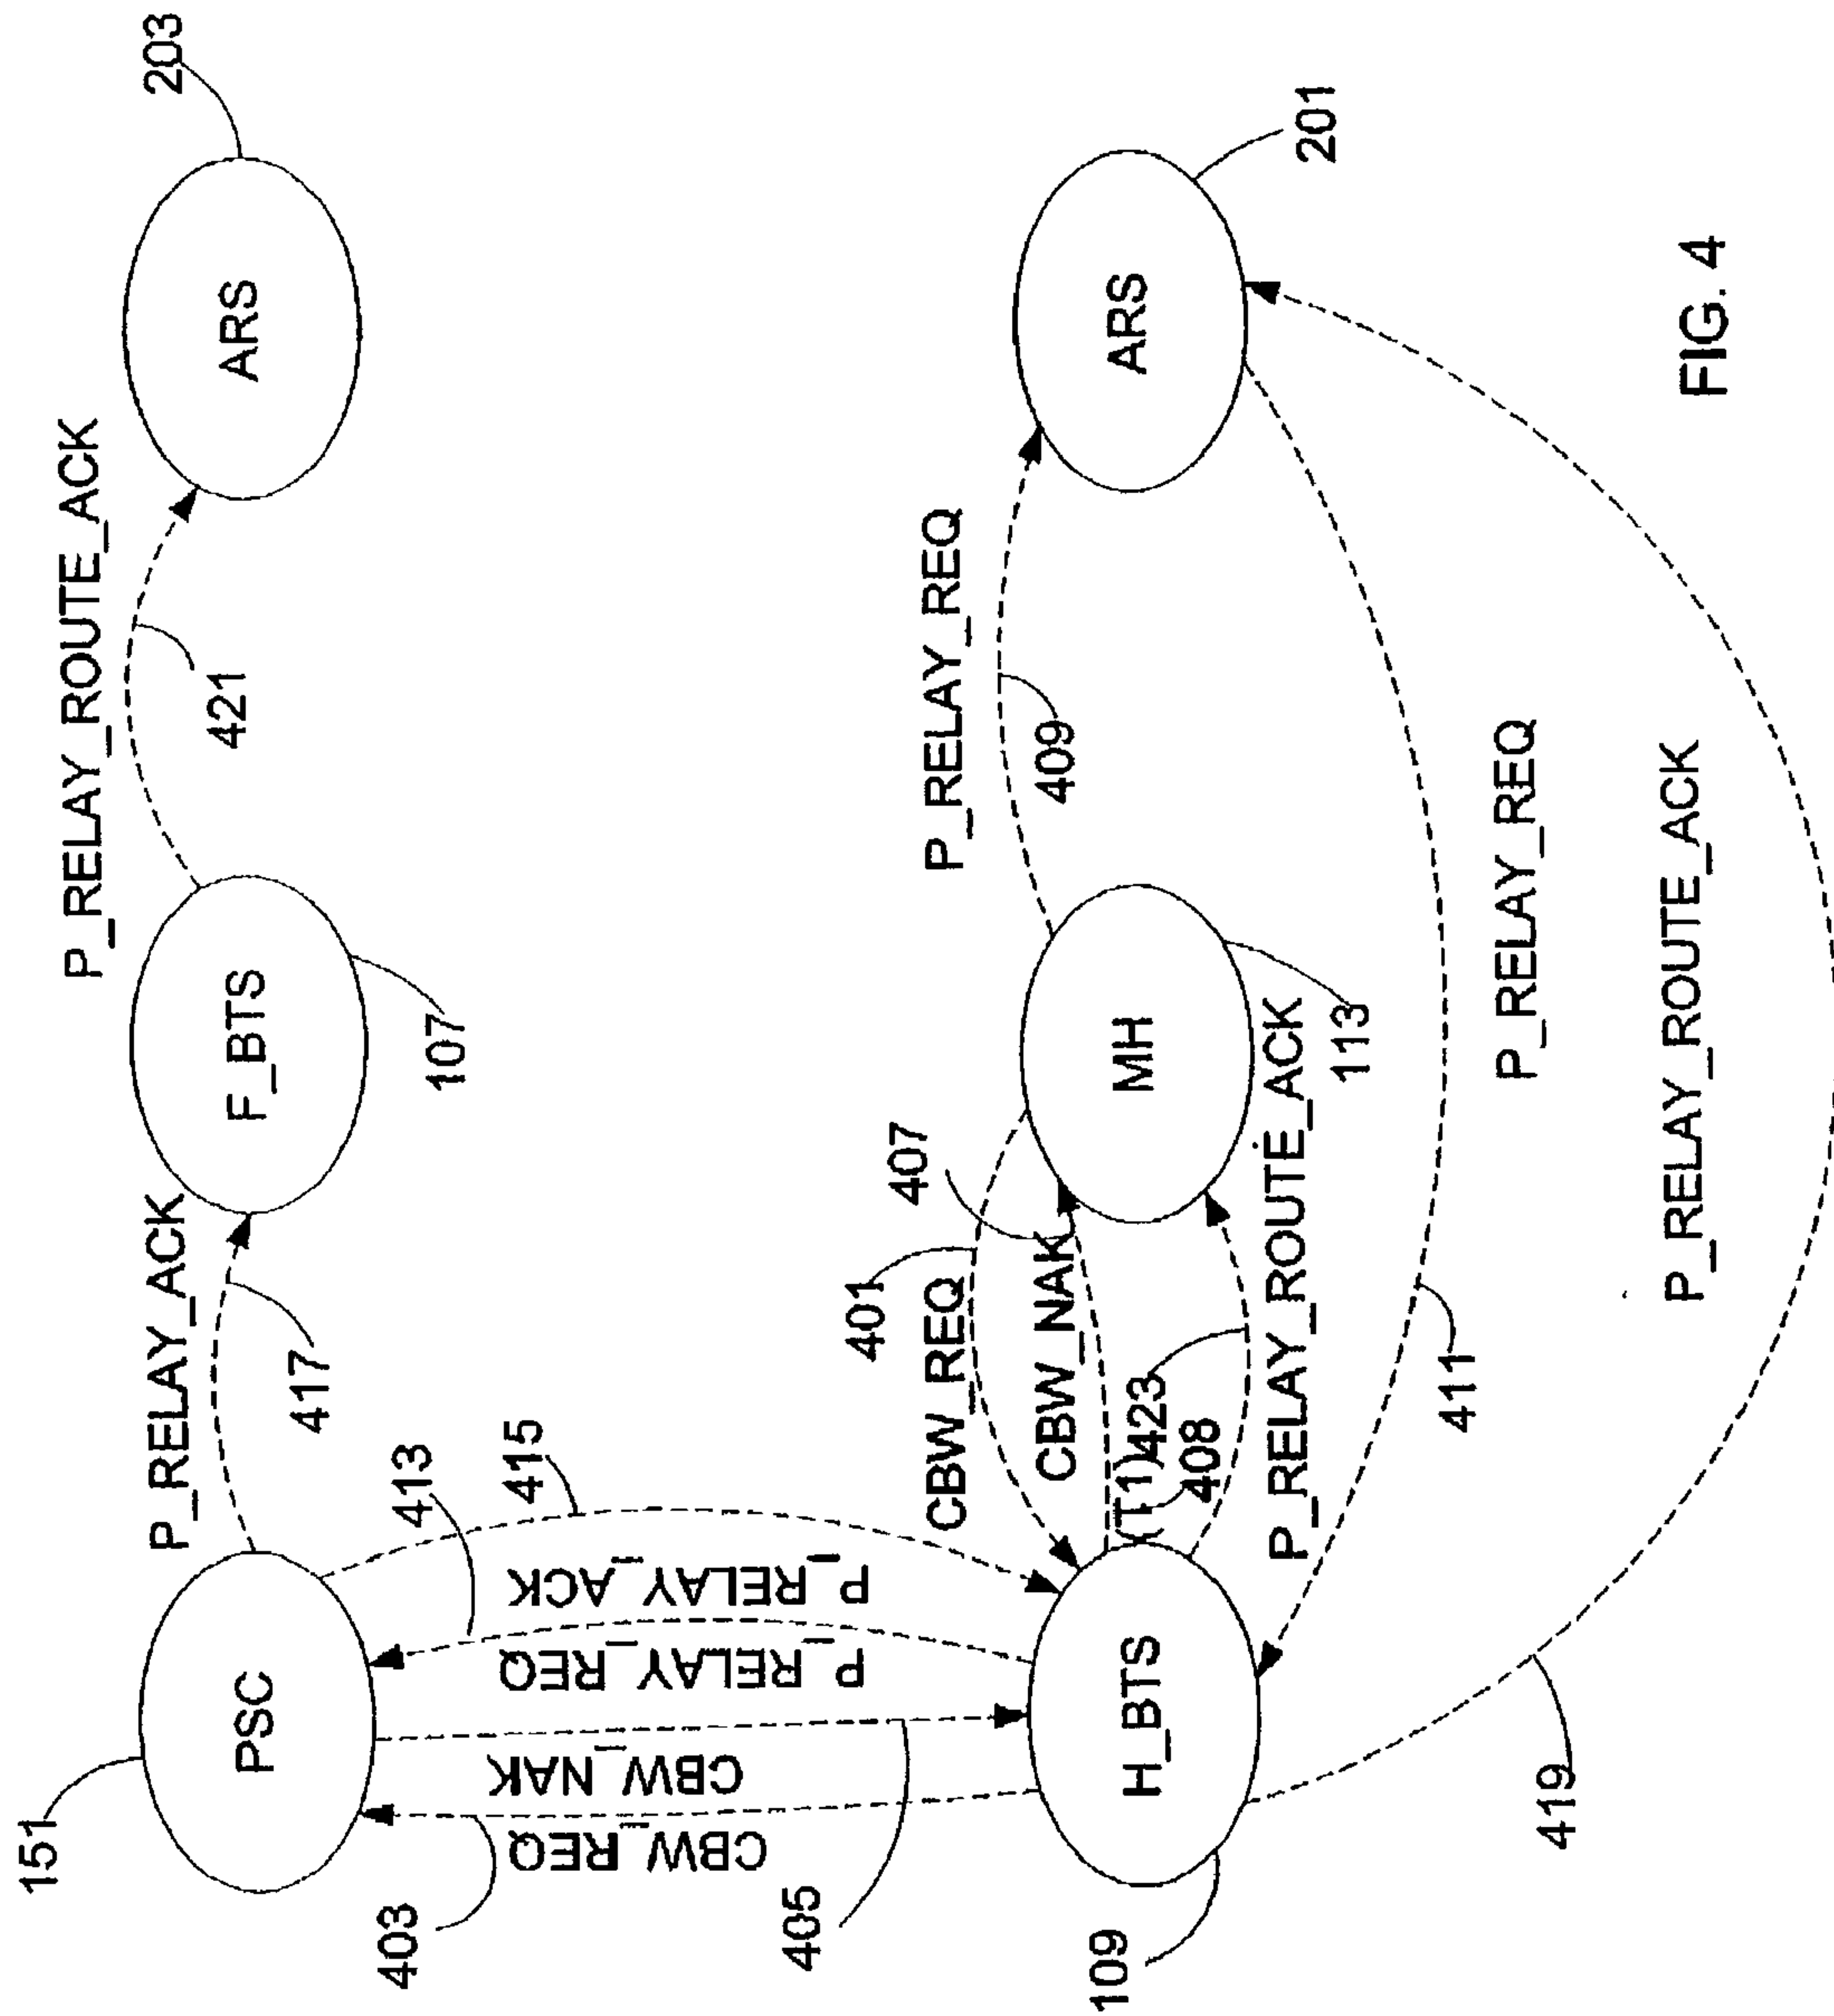 203
P_RELAY_ROUTE_ACK
ARS
421
F_BTS
107
P_RELAY_ACK
417
151
PSC
413
415
403
CBW_REQ
CBW_NAK
405
P_RELAY_REQ
P_RELAY_ACK
P_RELAY_REQ
409
ARS
201
407
401
CBW_REQ
CBW_NAK
MH
113
(T1)
423
408
P_RELAY_ROUTE_ACK
H_BTS
109
411
P_RELAY_REQ
P_RELAY_ROUTE_ACK
419
FIG. 4